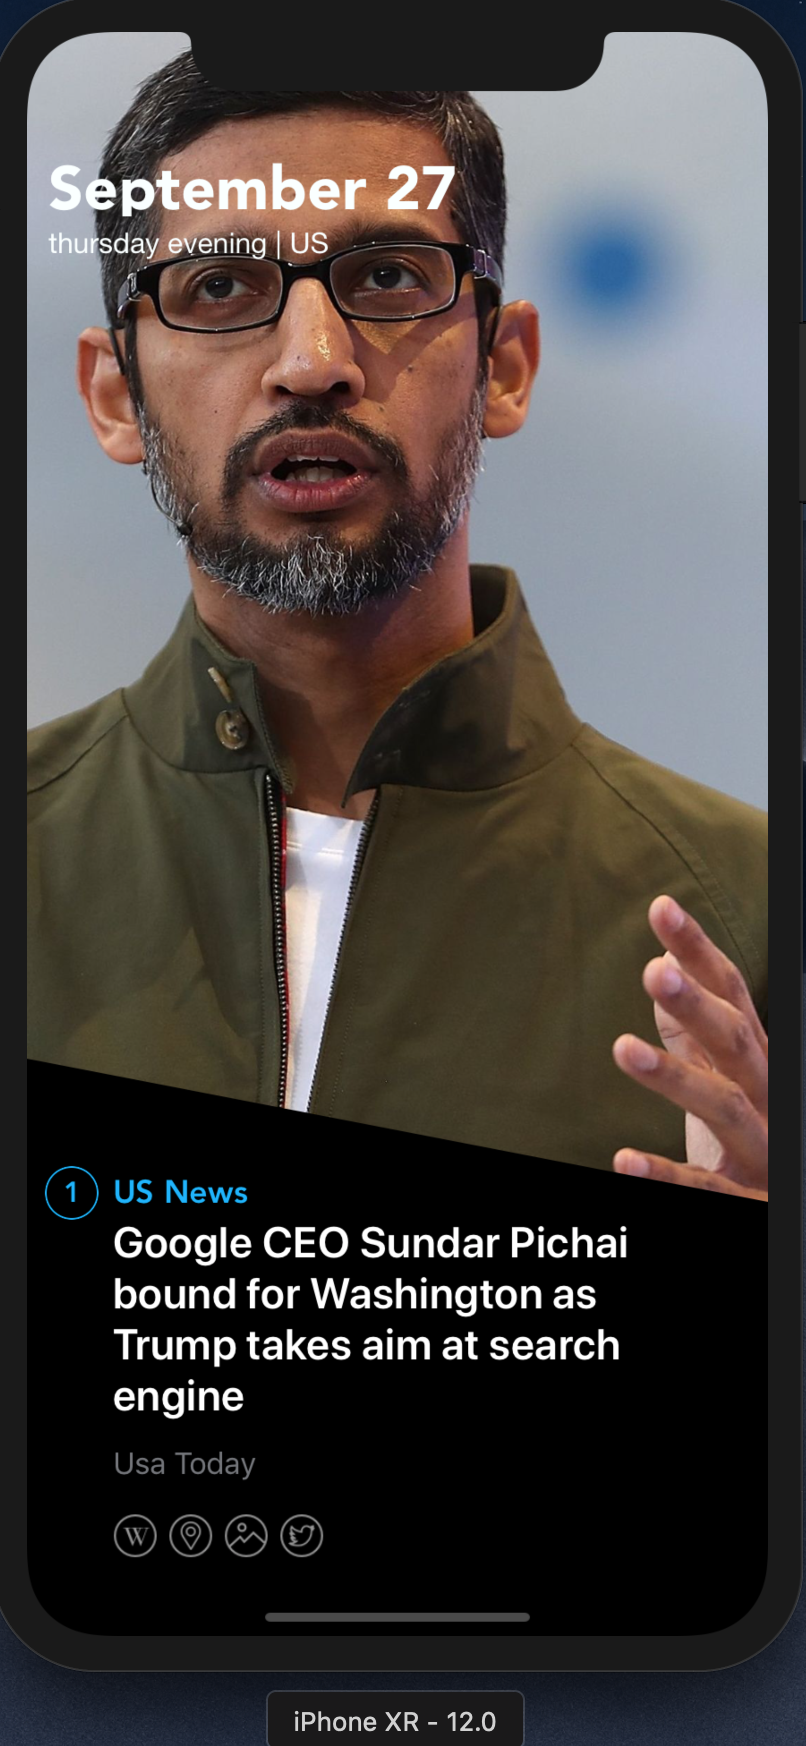 September 27
thursday evening | US
1 US News
Google CEO Sundar Pichai
bound for Washington as
Trump takes aim at search
engine
Usa Today
W
iPhone XR - 12.0